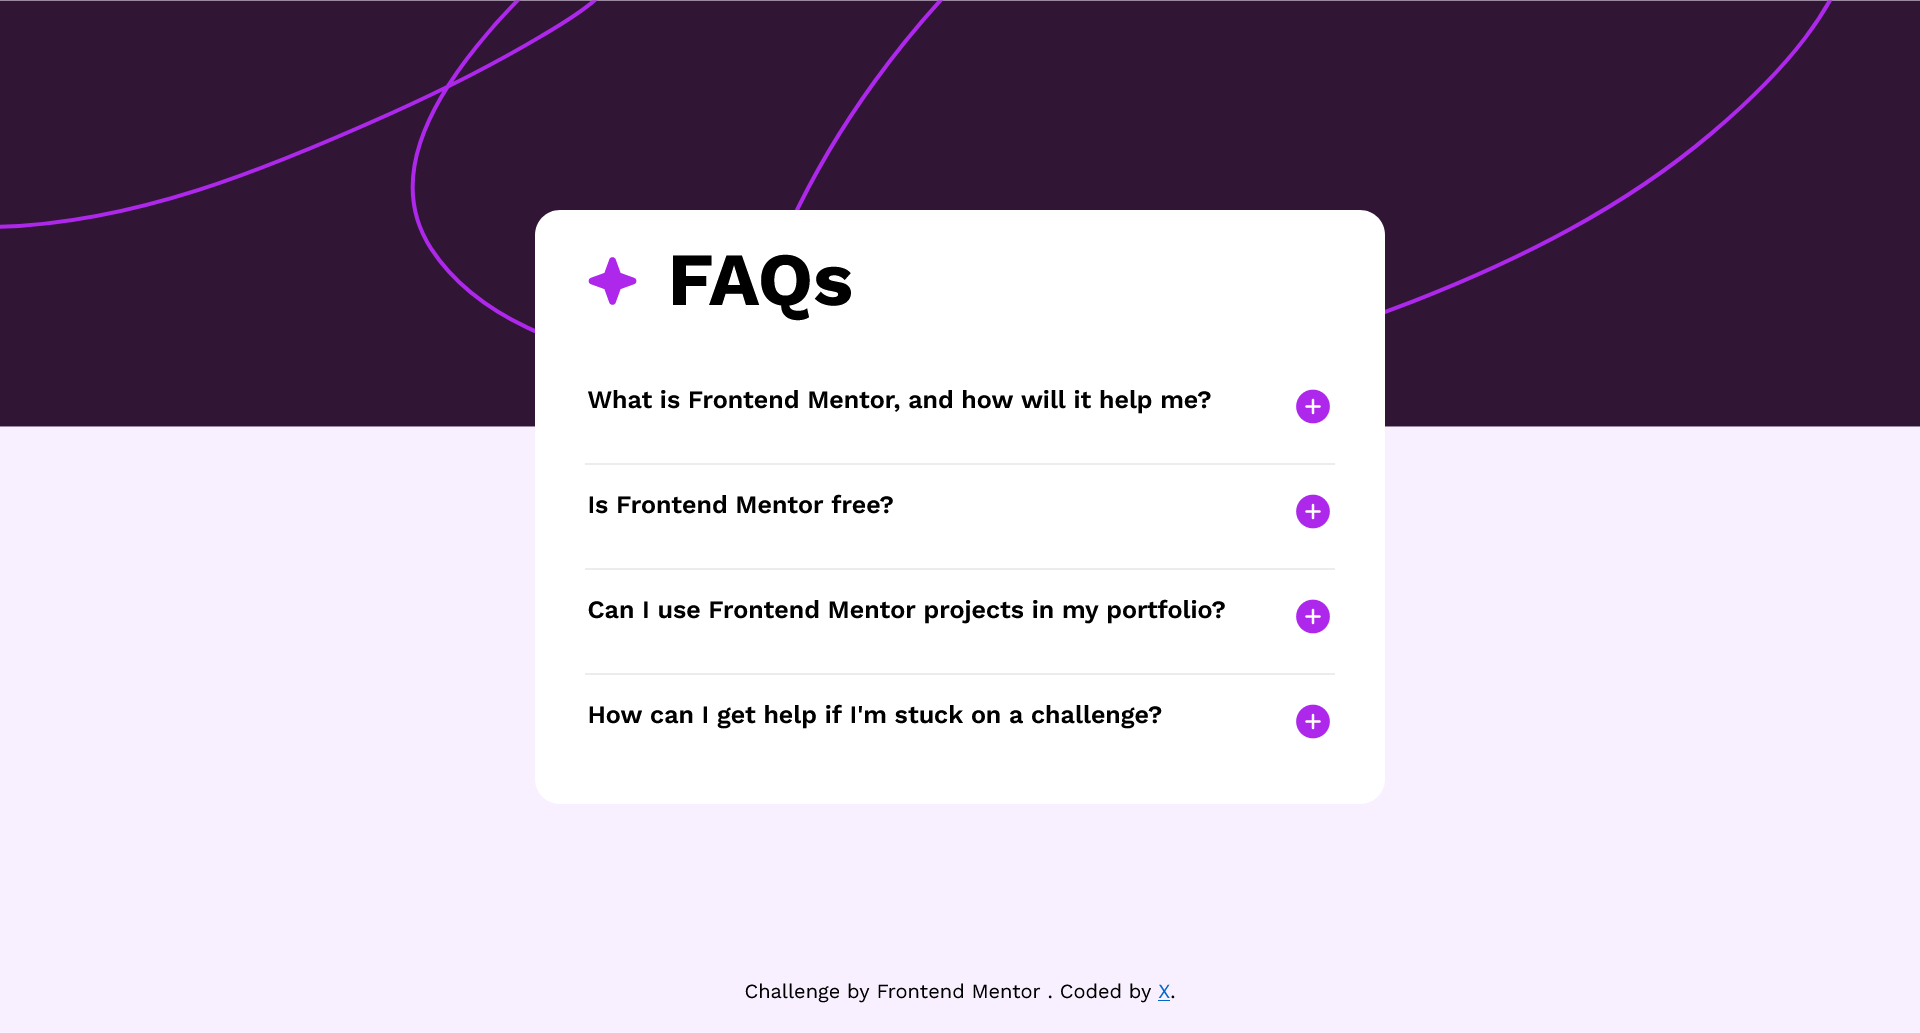 FAQs
What is Frontend Mentor, and how will it help me?
Is Frontend Mentor free?
Can I use Frontend Mentor projects in my portfolio?
How can I get help if I'm stuck on a challenge?
Challenge by Frontend Mentor . Coded by X.